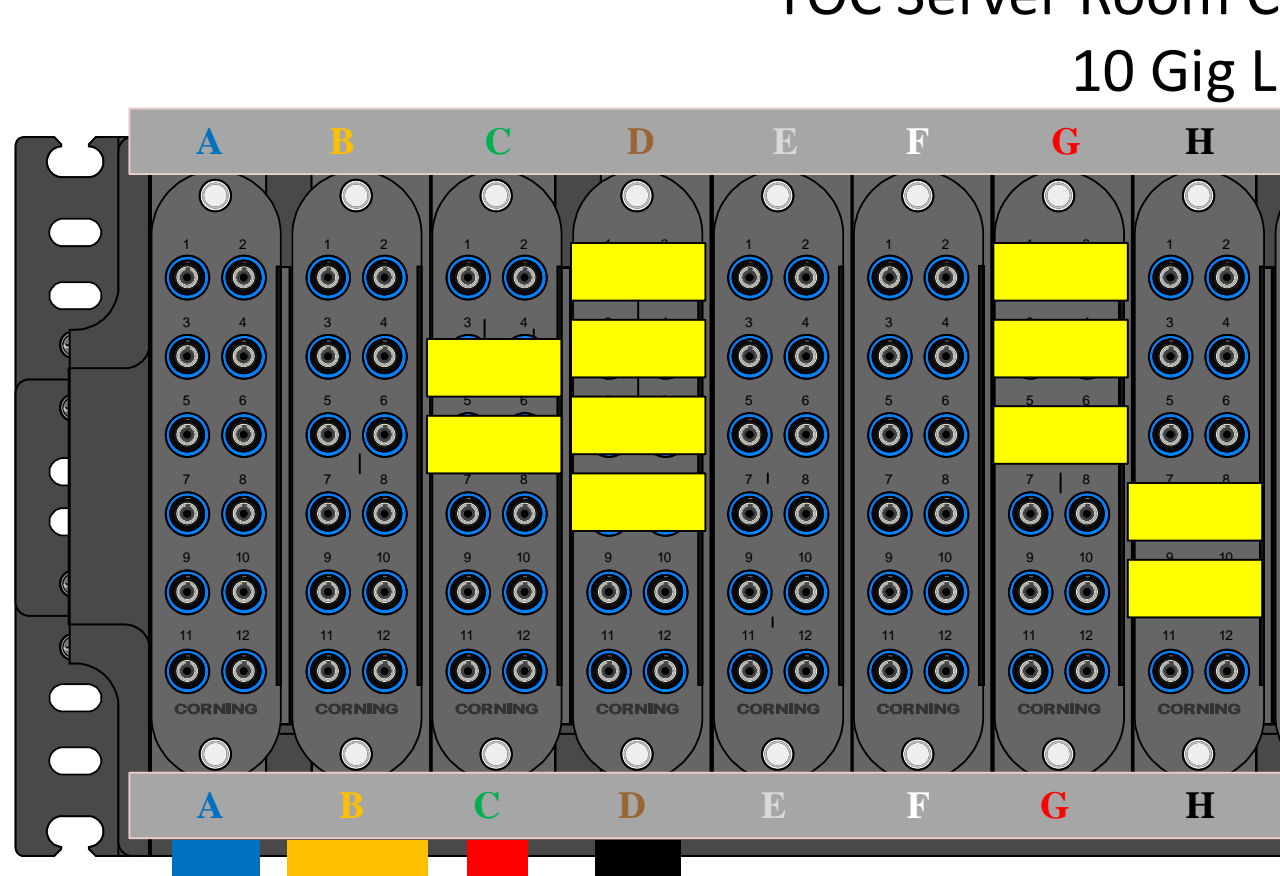 TOC Server Room C
10 Gig L
A B C D E F G H
1 2 1 2 1 2 1 2 1 2 1 2
3 4 3 4 3 4 3 4 3 4 3 4
5 6 5 6 5 6 5 6 5 6 5 6 5 6
7 8 7 8 7 8 7 8 7 8 7 8 7 8
9 10 9 10 9 10 9 10 9 10 9 10 9 10 9 10
11 12 11 12 11 12 11 12 11 12 11 12 11 12 11 12
CORNING CORNING CORNING CORNING CORNING CORNING CORNING CORNING
A B C D E F G H